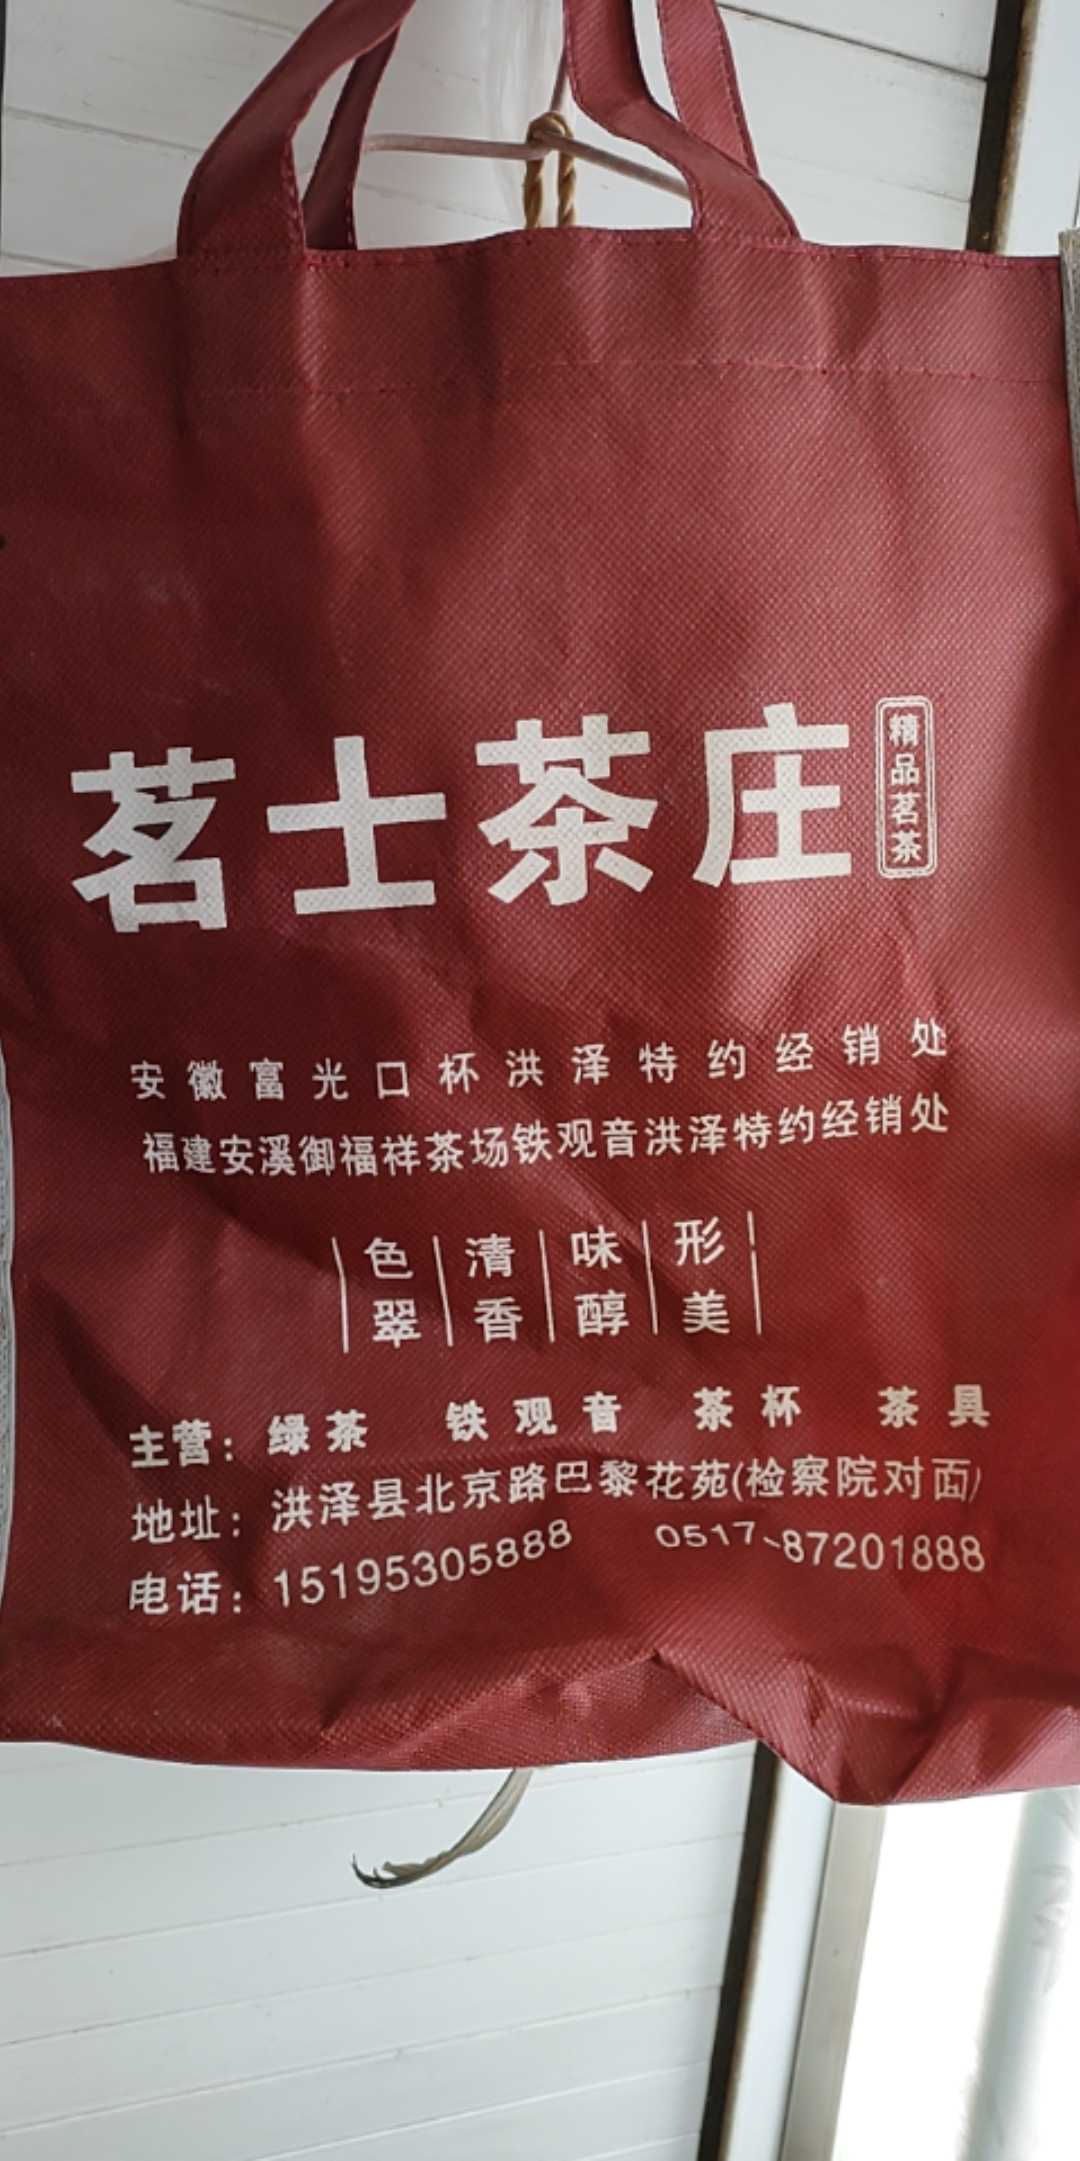 茗士茶庄
精品茗茶
安徽富光口杯洪泽特约经销处
福建安溪御福祥茶场铁观音洪泽特约经销处
色翠 清香 味醇 形美
主营：绿茶 铁观音 茶杯 茶具
地址：洪泽县北京路巴黎花苑(检察院对面)
电话：15195305888 0517-87201888